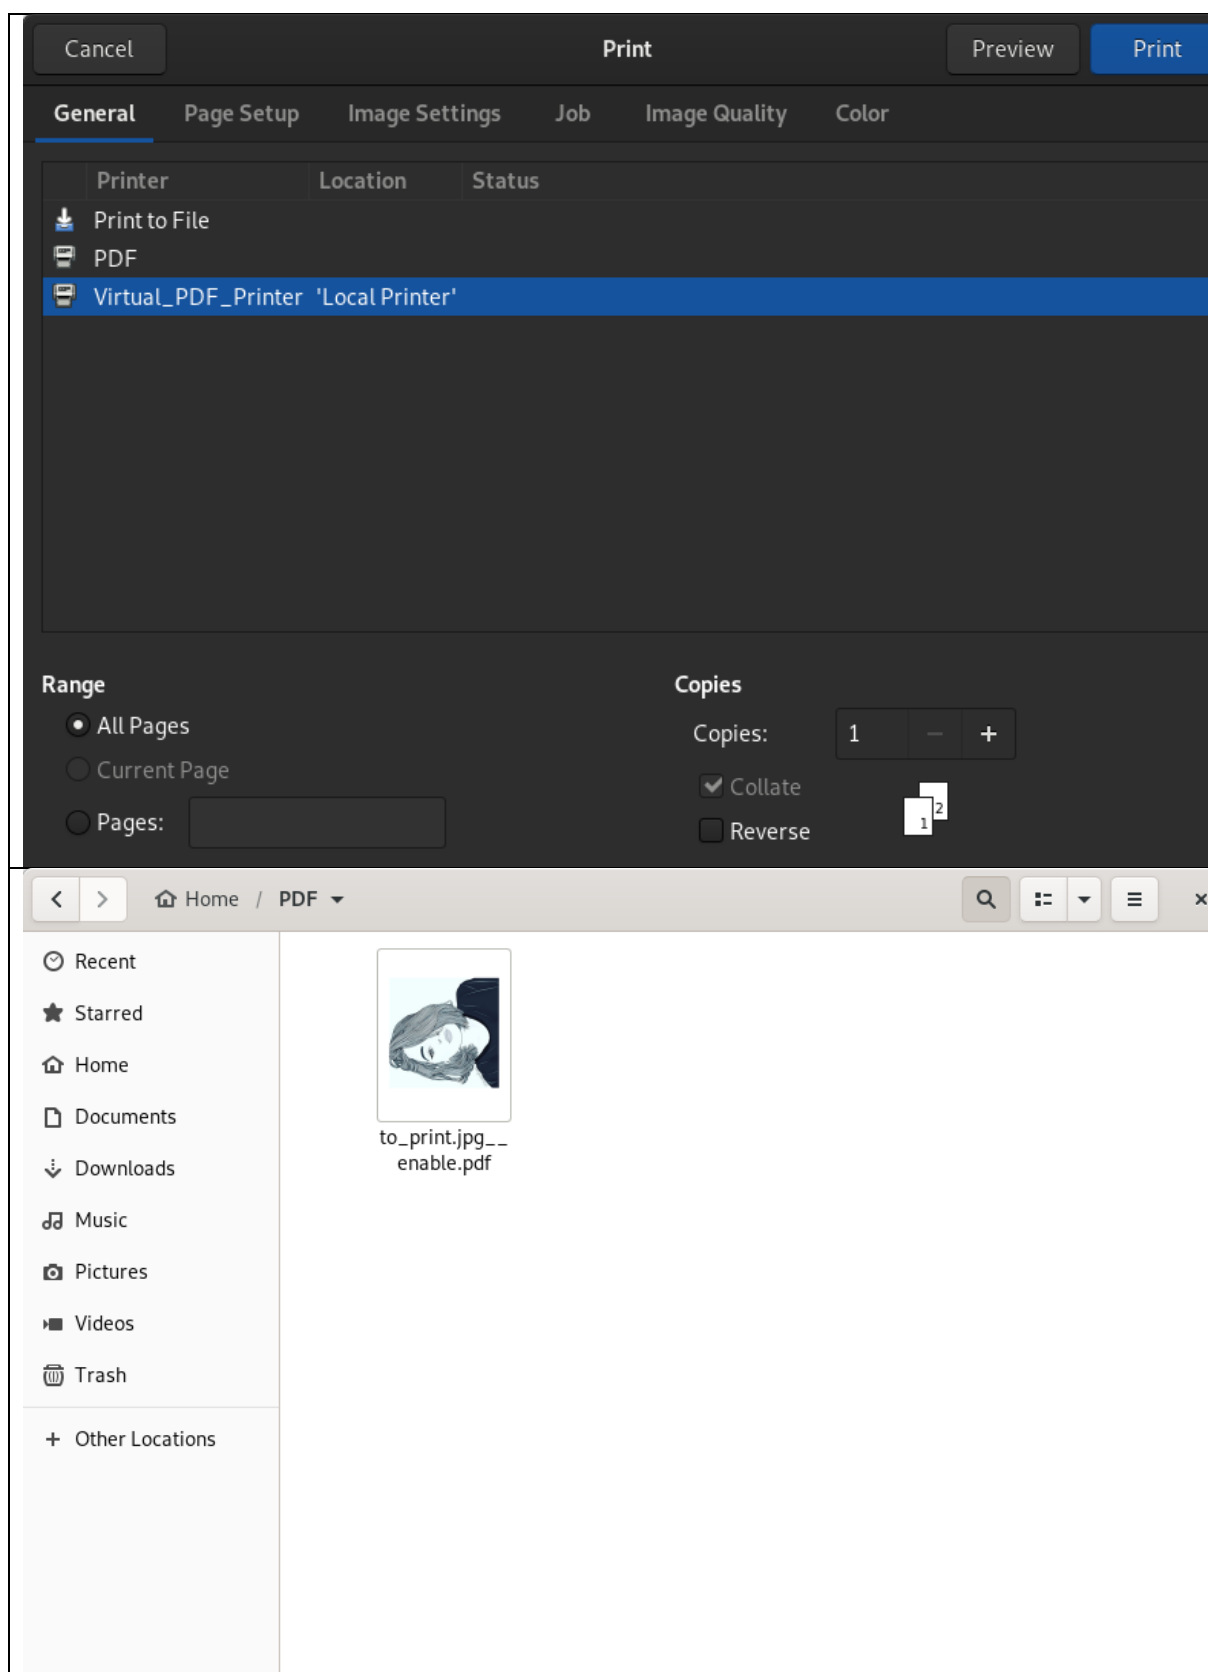 Cancel Print Preview Print
General Page Setup Image Settings Job Image Quality Color
Printer Location Status
Print to File
PDF
Virtual_PDF_Printer 'Local Printer'
Range Copies
All Pages
Copies: 1 − +
Current Page
Collate
Pages:
Reverse
1 2
Home / PDF
Recent
Starred
Home
Documents
Downloads
Music
Pictures
Videos
Trash
+ Other Locations
to_print.jpg__
enable.pdf